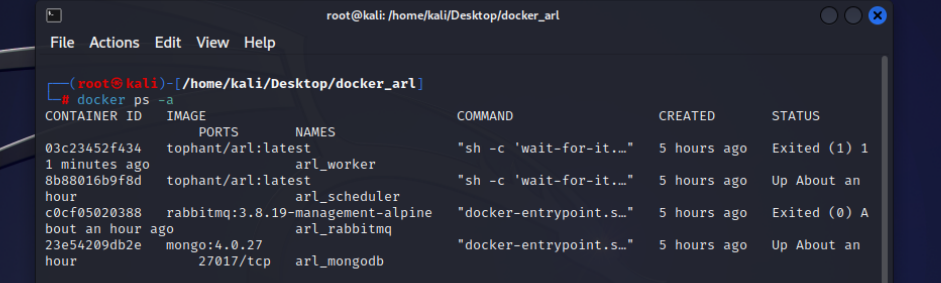 root@kali: /home/kali/Desktop/docker_arl
File Actions Edit View Help
┌──(root㉿kali)-[/home/kali/Desktop/docker_arl]
└─# docker ps -a
CONTAINER ID   IMAGE                               COMMAND                  CREATED       STATUS
PORTS       NAMES
03c23452f434   tophant/arl:latest                  "sh -c 'wait-for-it.…"   5 hours ago   Exited (1) 1
1 minutes ago                  arl_worker
8b88016b9f8d   tophant/arl:latest                  "sh -c 'wait-for-it.…"   5 hours ago   Up About an
hour                           arl_scheduler
c0cf05020388   rabbitmq:3.8.19-management-alpine   "docker-entrypoint.s…"   5 hours ago   Exited (0) A
bout an hour ago               arl_rabbitmq
23e54209db2e   mongo:4.0.27                        "docker-entrypoint.s…"   5 hours ago   Up About an
hour               27017/tcp   arl_mongodb